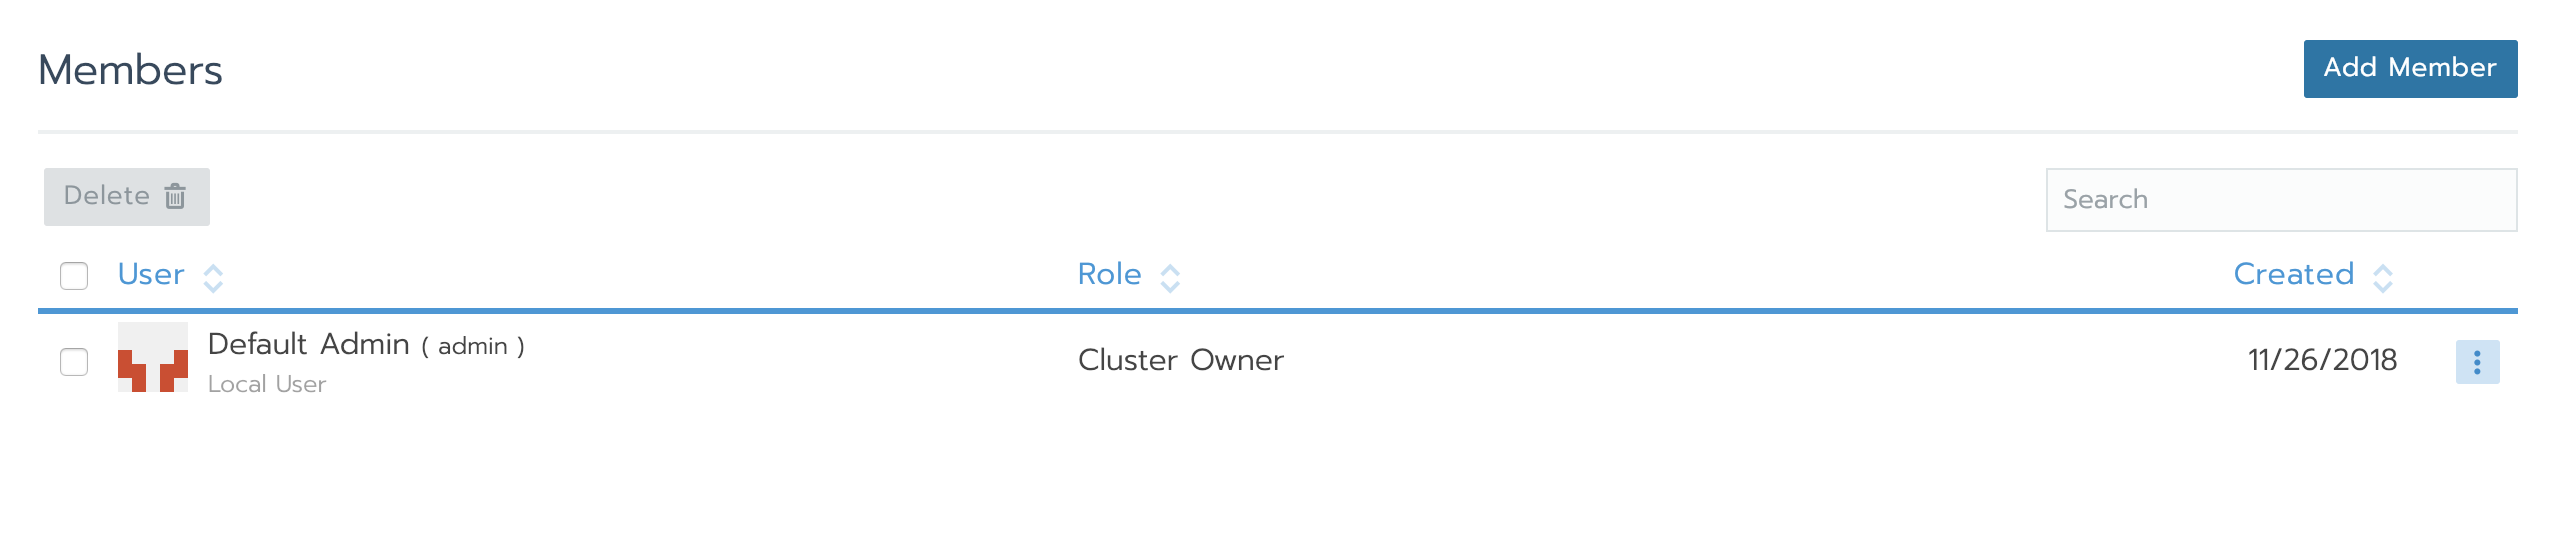 Members
Add Member
Delete
Search
User
Role
Created
Default Admin ( admin )
Local User
Cluster Owner
11/26/2018